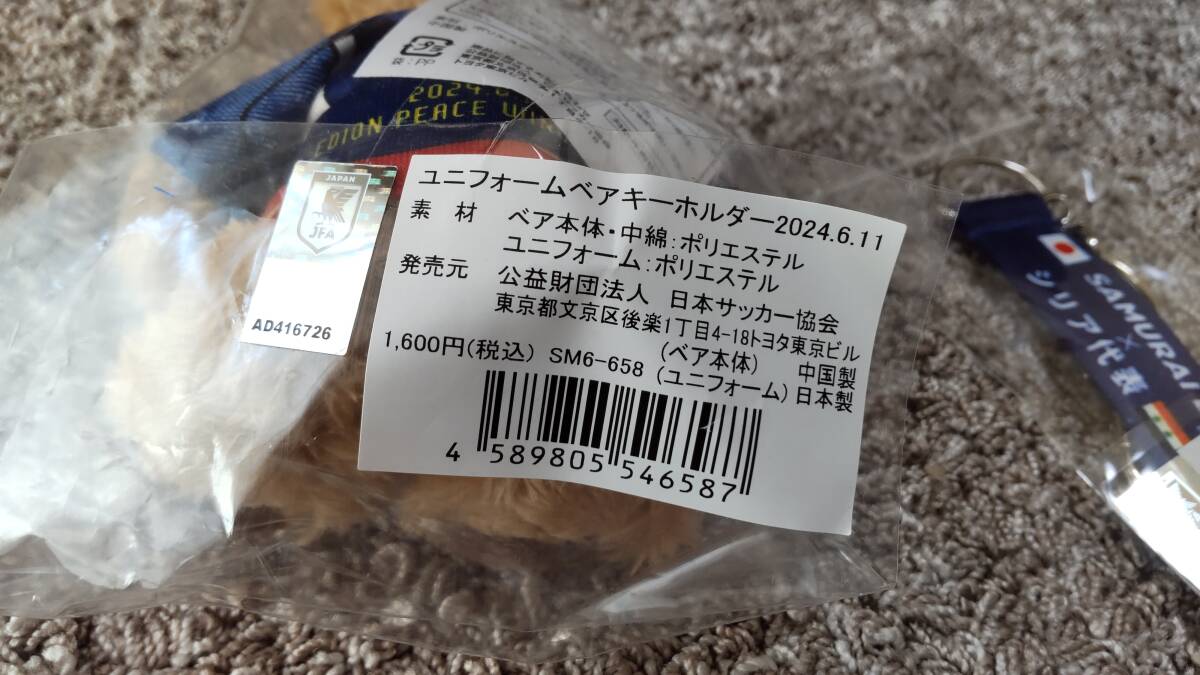 袋：PP
2024.6
EDION PEACE WING
JAPAN
JFA
AD416726
ユニフォームベアキーホルダー2024.6.11
素 材 ベア本体・中綿：ポリエステル
ユニフォーム：ポリエステル
発売元 公益財団法人 日本サッカー協会
東京都文京区後楽1丁目4-18トヨタ東京ビル
1,600円(税込) SM6-658 (ベア本体) 中国製
(ユニフォーム) 日本製
4 589805 546587
SAMURAI
×
シリア代表